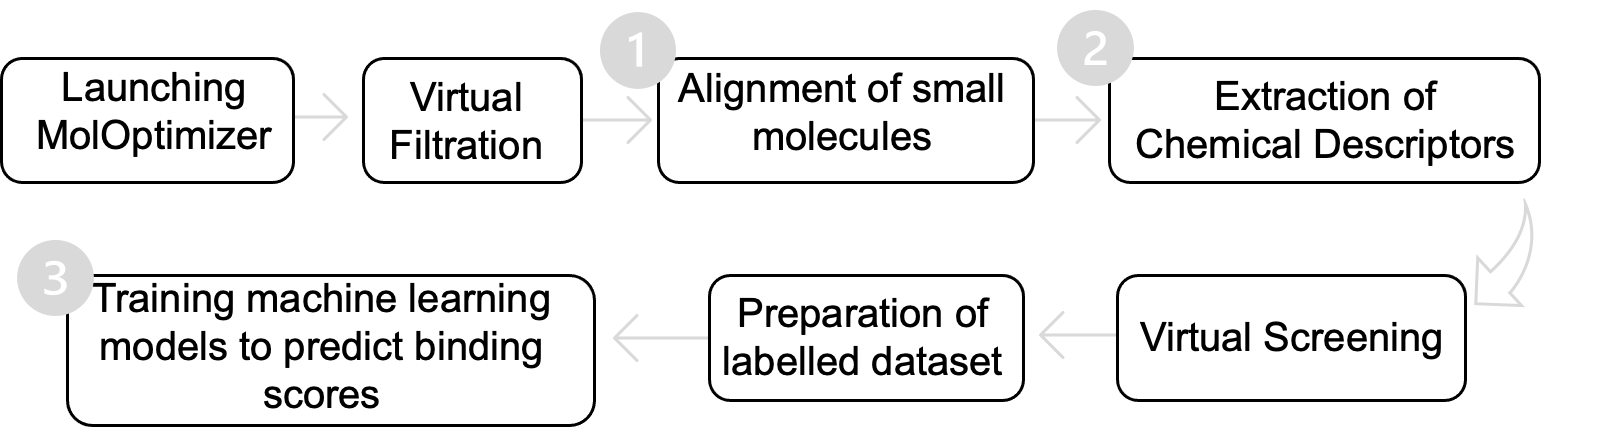 Launching
MolOptimizer
Virtual
Filtration
1
Alignment of small
molecules
2
Extraction of
Chemical Descriptors
Virtual Screening
Preparation of
labelled dataset
3
Training machine learning
models to predict binding
scores